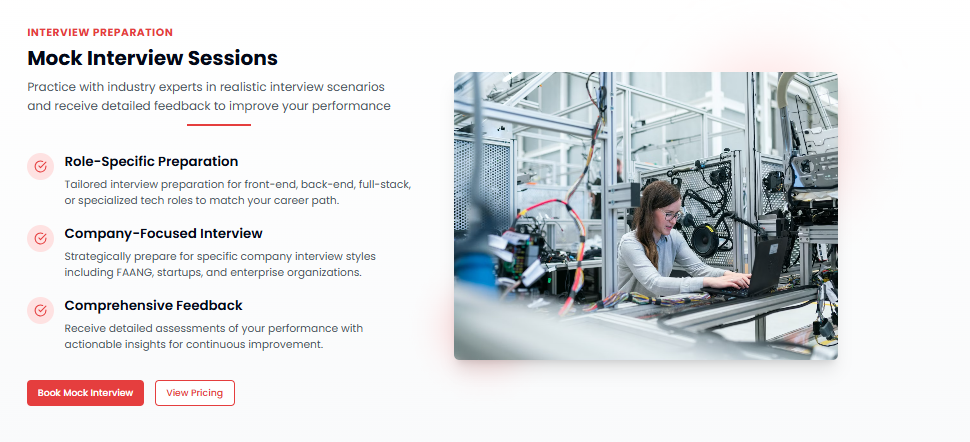 INTERVIEW PREPARATION
Mock Interview Sessions
Practice with industry experts in realistic interview scenarios
and receive detailed feedback to improve your performance
Role-Specific Preparation
Tailored interview preparation for front-end, back-end, full-stack,
or specialized tech roles to match your career path.
Company-Focused Interview
Strategically prepare for specific company interview styles
including FAANG, startups, and enterprise organizations.
Comprehensive Feedback
Receive detailed assessments of your performance with
actionable insights for continuous improvement.
Book Mock Interview
View Pricing